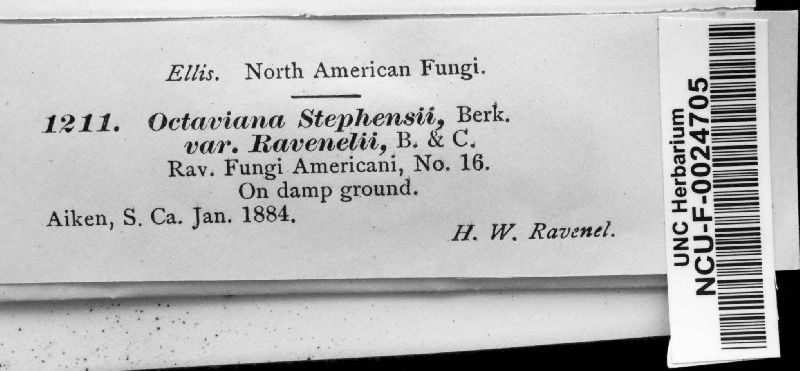 Ellis. North American Fungi.
1211. Octaviana Stephensii, Berk.
var. Ravenelii, B. & C.
Rav. Fungi Americani, No. 16.
On damp ground.
Aiken, S. Ca. Jan. 1884.
H. W. Ravenel.
UNC Herbarium
NCU-F-0024705